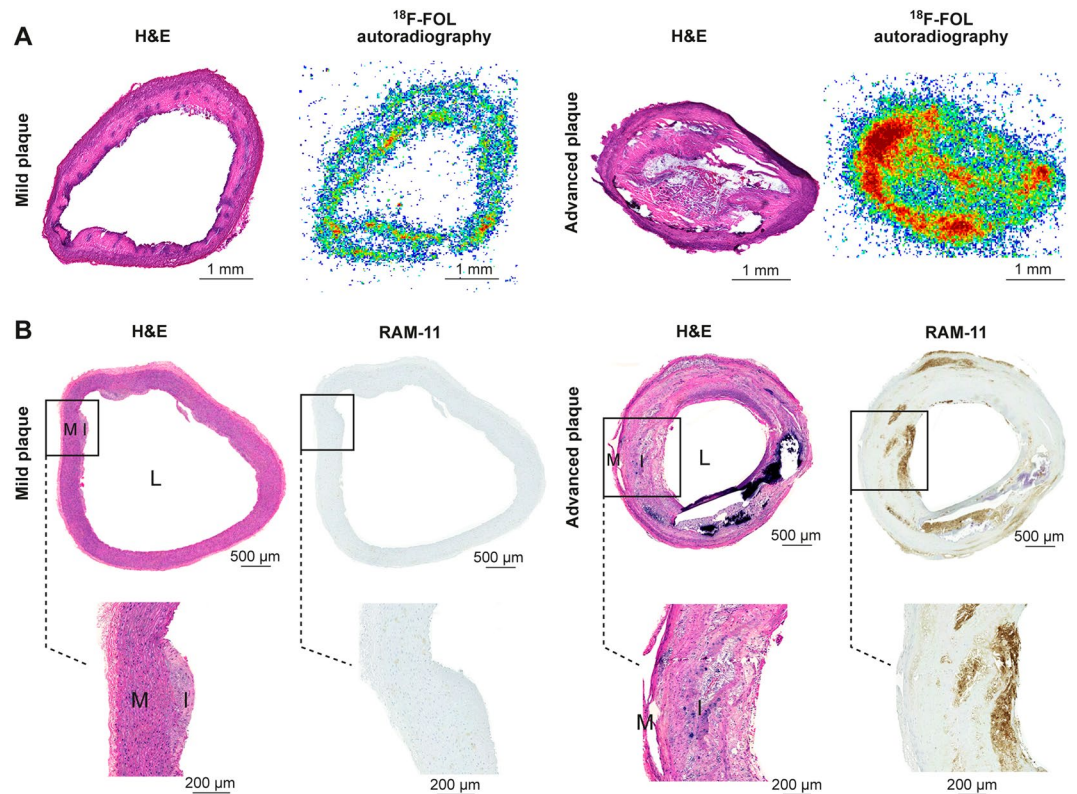 A
H&E
¹⁸F-FOL
autoradiography
H&E
¹⁸F-FOL
autoradiography
Mild plaque
Advanced plaque
1 mm
1 mm
1 mm
1 mm
B
H&E
RAM-11
H&E
RAM-11
Mild plaque
M I
L
500 µm
500 µm
Advanced plaque
M
I
L
500 µm
500 µm
M
I
200 µm
200 µm
M
I
200 µm
200 µm